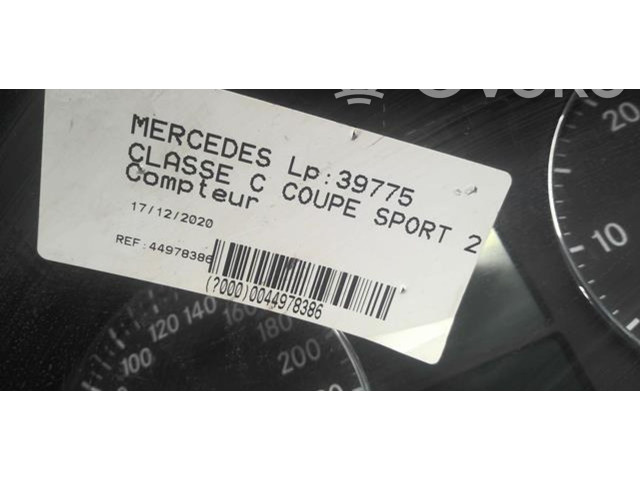 MERCEDES Lp:39775
CLASSE C COUPE SPORT 2
Compteur
17/12/2020
REF:44978386
(?000)0044978386
100 120 140 160 180 200
20
10